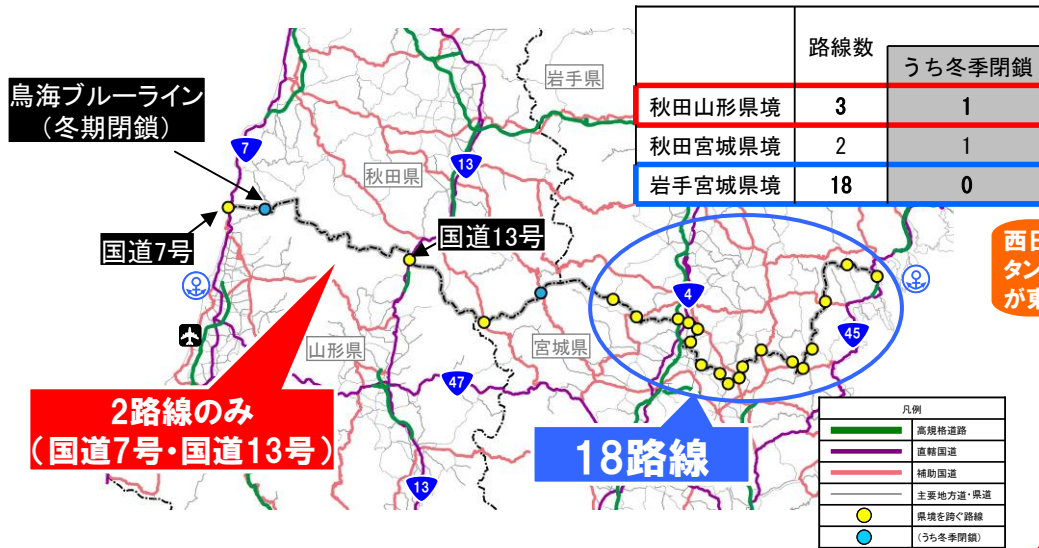 路線数
うち冬季閉鎖
秋田山形県境 3 1
秋田宮城県境 2 1
岩手宮城県境 18 0
鳥海ブルーライン
(冬期閉鎖)
岩手県
7
13
秋田県
国道7号
国道13号
西日
タン
が東
4
45
山形県
宮城県
47
2路線のみ
(国道7号・国道13号)
18路線
13
凡例
高規格道路
直轄国道
補助国道
主要地方道・県道
県境を跨ぐ路線
(うち冬季閉鎖)